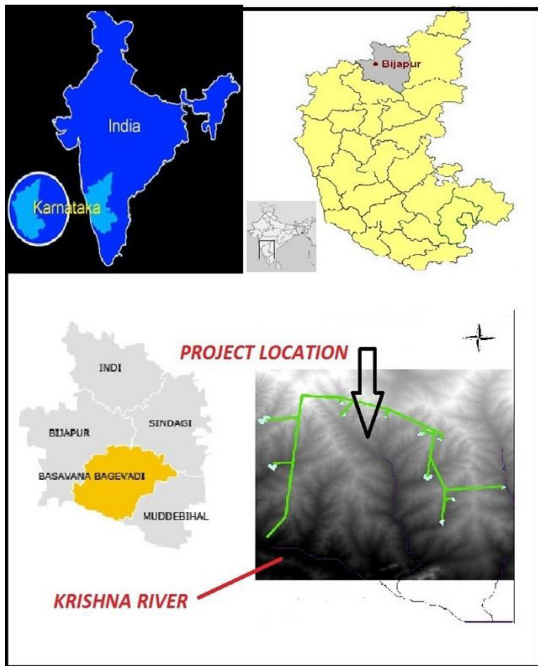 India
Karnataka
Bijapur
PROJECT LOCATION
INDI
SINDAGI
BIJAPUR
BASAVANA BAGEVADI
MUDDEBIHAL
KRISHNA RIVER